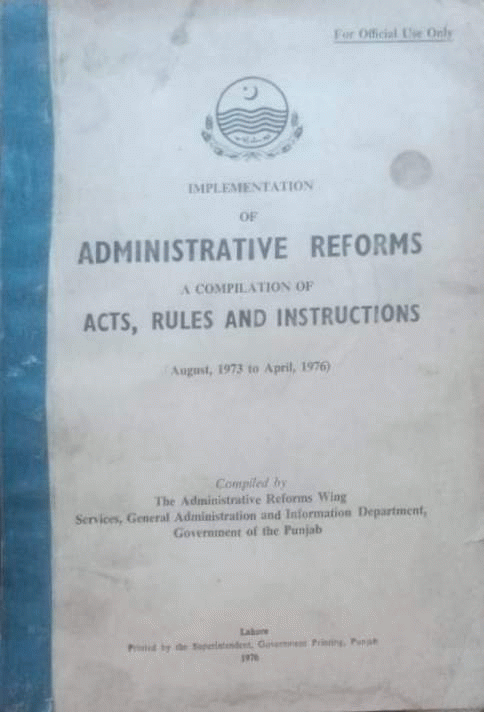 For Official Use Only
IMPLEMENTATION
OF
ADMINISTRATIVE REFORMS
A COMPILATION OF
ACTS, RULES AND INSTRUCTIONS
August, 1973 to April, 1976)
Compiled by
The Administrative Reforms Wing
Services, General Administration and Information Department,
Government of the Punjab
Lahore
Printed by the Superintendent, Government Printing, Punjab
1976